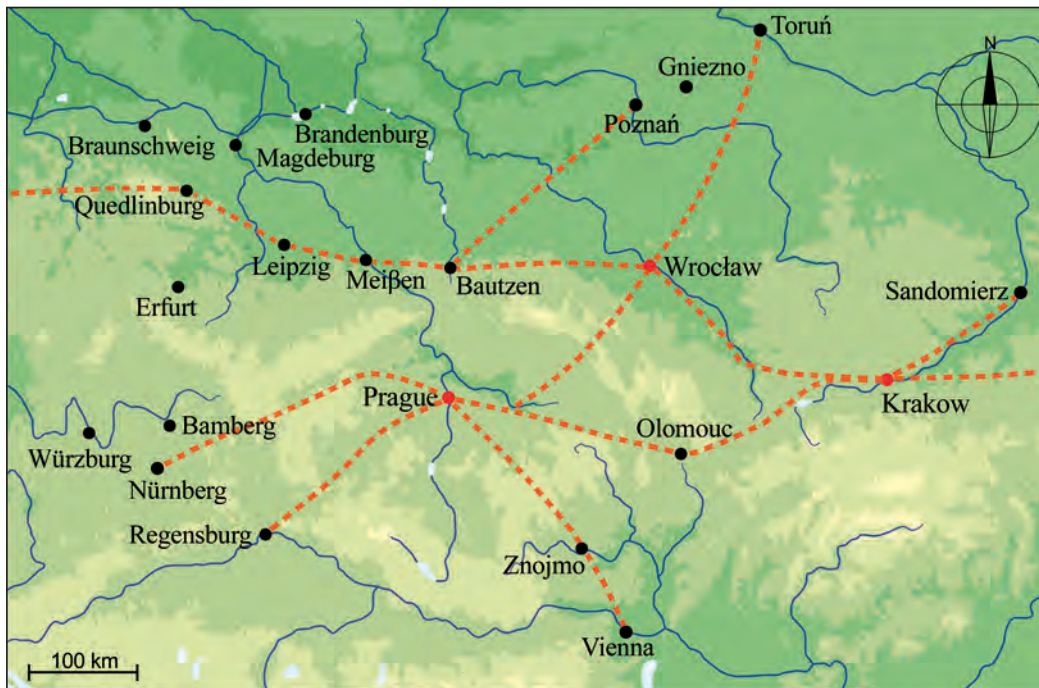 Toruń
N
Gniezno
Poznań
Brandenburg
Braunschweig
Magdeburg
Quedlinburg
Leipzig
Meißen
Bautzen
Wrocław
Sandomierz
Erfurt
Prague
Krakow
Bamberg
Olomouc
Würzburg
Nürnberg
Regensburg
Znojmo
Vienna
100 km